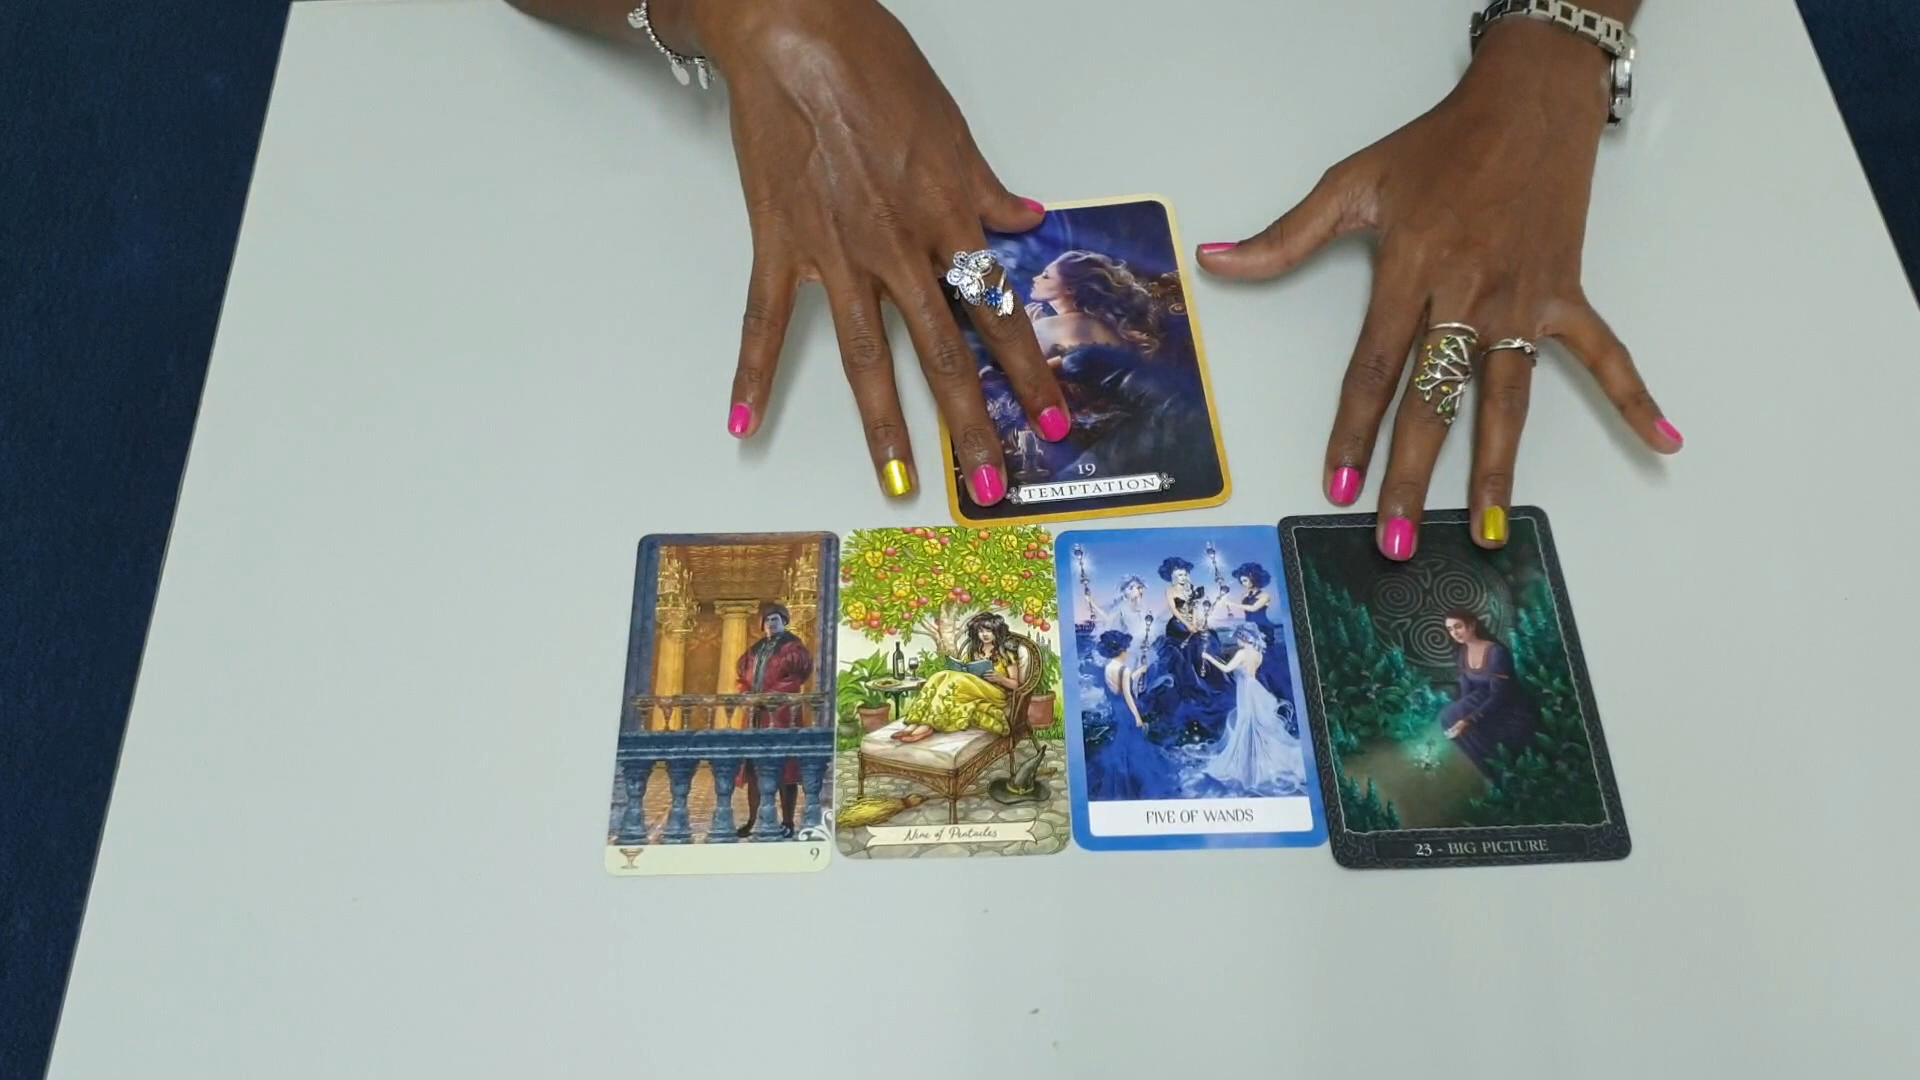 19
TEMPTATION
9
Nine of Pentacles
FIVE OF WANDS
23 - BIG PICTURE